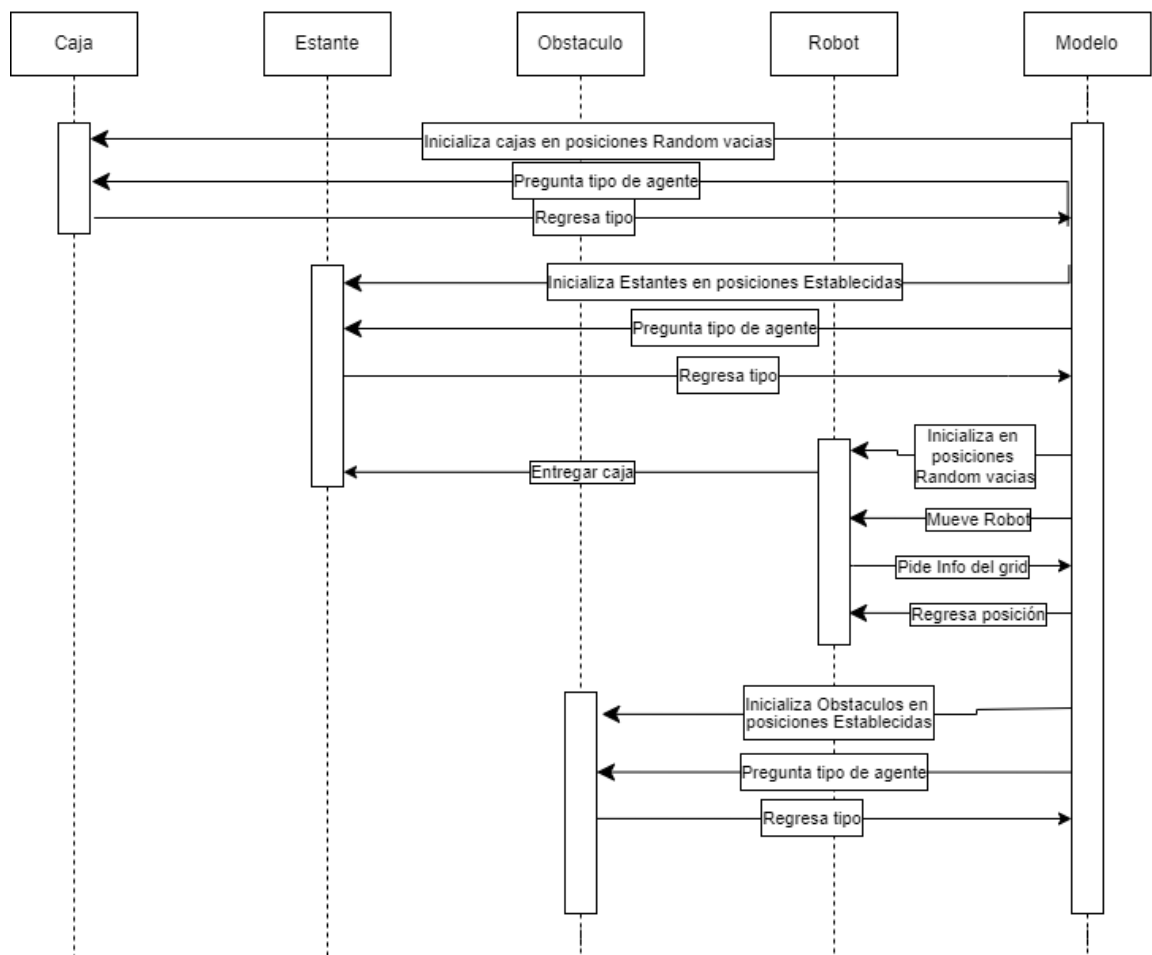 Caja
Estante
Obstaculo
Robot
Modelo
Inicializa cajas en posiciones Random vacias
Pregunta tipo de agente
Regresa tipo
Inicializa Estantes en posiciones Establecidas
Pregunta tipo de agente
Regresa tipo
Inicializa en
posiciones
Random vacias
Entregar caja
Mueve Robot
Pide Info del grid
Regresa posición
Inicializa Obstaculos en
posiciones Establecidas
Pregunta tipo de agente
Regresa tipo